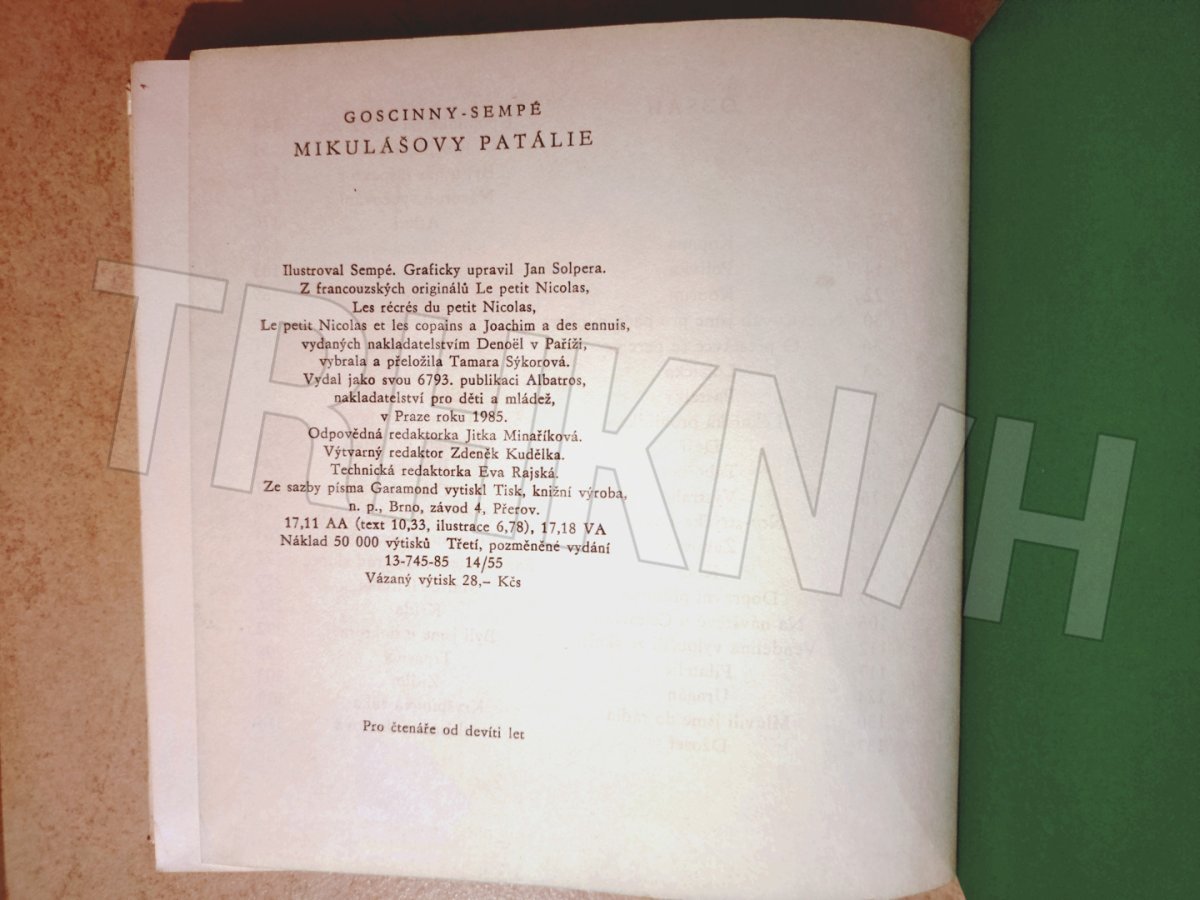 GOSCINNY-SEMPÉ
MIKULÁŠOVY PATÁLIE
Ilustroval Sempé. Graficky upravil Jan Solpera.
Z francouzských originálů Le petit Nicolas,
Les récrés du petit Nicolas,
Le petit Nicolas et les copains a Joachim a des ennuis,
vydaných nakladatelstvím Denoël v Paříži,
vybrala a přeložila Tamara Sýkorová.
Vydal jako svou 6793. publikaci Albatros,
nakladatelství pro děti a mládež,
v Praze roku 1985.
Odpovědná redaktorka Jitka Minaříková.
Výtvarný redaktor Zdeněk Kudělka.
Technická redaktorka Eva Rajská.
Ze sazby písma Garamond vytiskl Tisk, knižní výroba,
n. p., Brno, závod 4, Přerov.
17,11 AA (text 10,33, ilustrace 6,78), 17,18 VA
Náklad 50 000 výtisků Třetí, pozměněné vydání
13-745-85 14/55
Vázaný výtisk 28,– Kčs
Pro čtenáře od devíti let
TRHKNIH